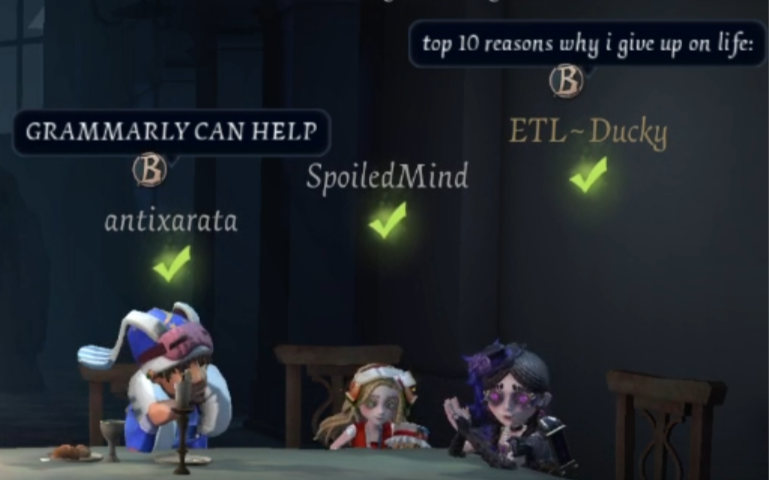 top 10 reasons why i give up on life:
B
ETL~Ducky
GRAMMARLY CAN HELP
B
SpoiledMind
antixarata